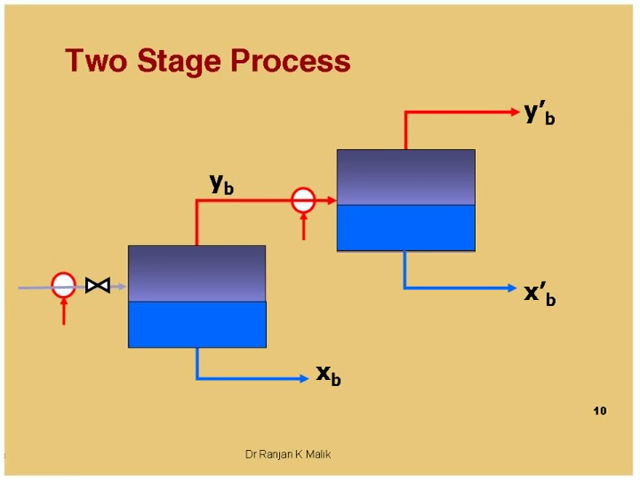 Two Stage Process
y′b
yb
x′b
xb
10
Dr Ranjan K Malik